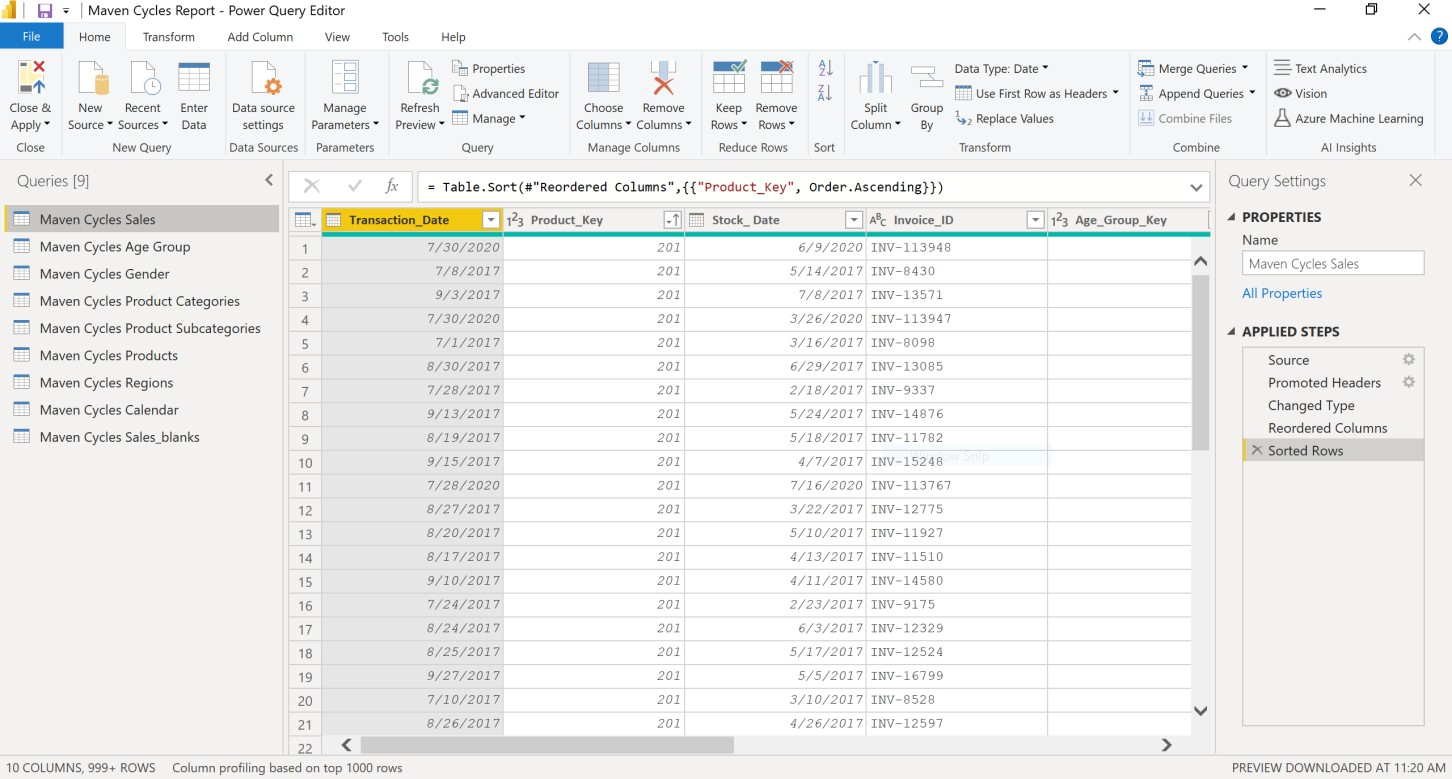 Maven Cycles Report - Power Query Editor
File Home Transform Add Column View Tools Help
Close & Apply
New Source
Recent Sources
Enter Data
Data source settings
Manage Parameters
Refresh Preview
Properties
Advanced Editor
Manage
Choose Columns
Remove Columns
Keep Rows
Remove Rows
A Z
Z A
Split Column
Group By
Data Type: Date
Use First Row as Headers
1 2 Replace Values
Merge Queries
Append Queries
Combine Files
Text Analytics
Vision
Azure Machine Learning
Close New Query Data Sources Parameters Query Manage Columns Reduce Rows Sort Transform Combine AI Insights
Queries [9]
Maven Cycles Sales
Maven Cycles Age Group
Maven Cycles Gender
Maven Cycles Product Categories
Maven Cycles Product Subcategories
Maven Cycles Products
Maven Cycles Regions
Maven Cycles Calendar
Maven Cycles Sales_blanks
fx = Table.Sort(#"Reordered Columns",{{"Product_Key", Order.Ascending}})
Transaction_Date 123 Product_Key Stock_Date ABC Invoice_ID 123 Age_Group_Key
1 7/30/2020 201 6/9/2020 INV-113948
2 7/8/2017 201 5/14/2017 INV-8430
3 9/3/2017 201 7/8/2017 INV-13571
4 7/30/2020 201 3/26/2020 INV-113947
5 7/1/2017 201 3/16/2017 INV-8098
6 8/30/2017 201 6/29/2017 INV-13085
7 7/28/2017 201 2/18/2017 INV-9337
8 9/13/2017 201 5/24/2017 INV-14876
9 8/19/2017 201 5/18/2017 INV-11782
10 9/15/2017 201 4/7/2017 INV-15248
11 7/28/2020 201 7/16/2020 INV-113767
12 8/27/2017 201 3/22/2017 INV-12775
13 8/20/2017 201 5/10/2017 INV-11927
14 8/17/2017 201 4/13/2017 INV-11510
15 9/10/2017 201 4/11/2017 INV-14580
16 7/24/2017 201 2/23/2017 INV-9175
17 8/24/2017 201 6/3/2017 INV-12329
18 8/25/2017 201 5/17/2017 INV-12524
19 9/27/2017 201 5/5/2017 INV-16799
20 7/10/2017 201 3/10/2017 INV-8528
21 8/26/2017 201 4/26/2017 INV-12597
22
Query Settings
PROPERTIES
Name
Maven Cycles Sales
All Properties
APPLIED STEPS
Source
Promoted Headers
Changed Type
Reordered Columns
Sorted Rows
10 COLUMNS, 999+ ROWS Column profiling based on top 1000 rows PREVIEW DOWNLOADED AT 11:20 AM